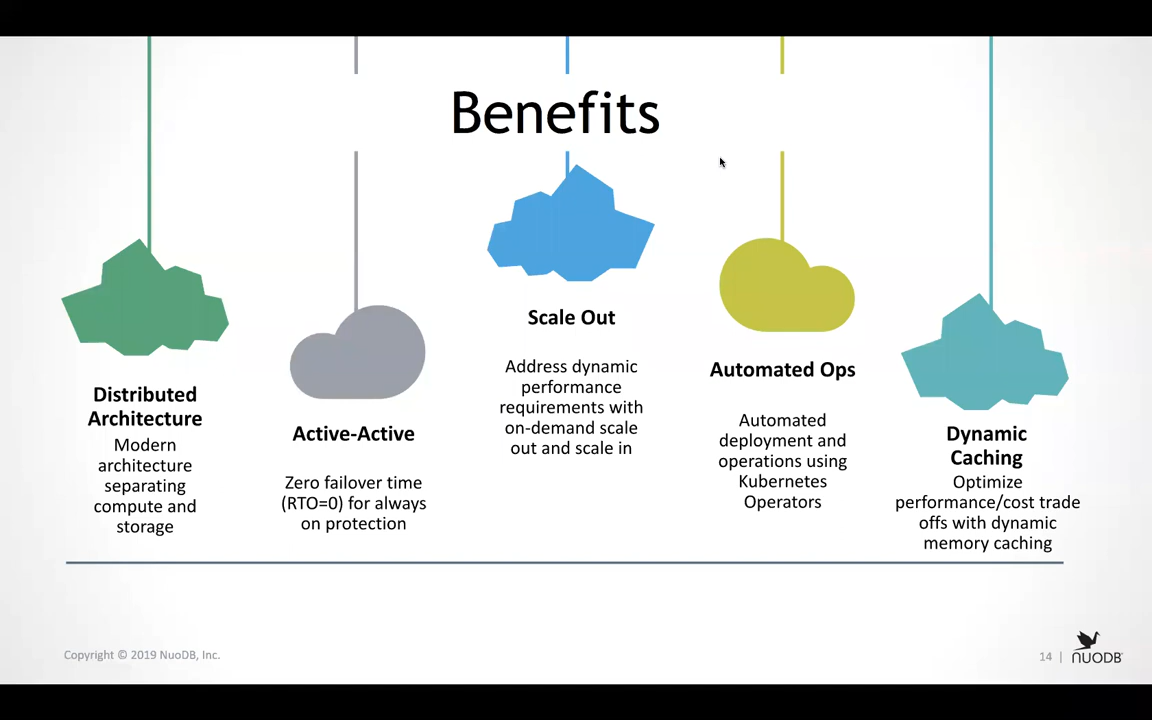 Benefits
Distributed
Architecture
Modern
architecture
separating
compute and
storage
Active-Active
Zero failover time
(RTO=0) for always
on protection
Scale Out
Address dynamic
performance
requirements with
on-demand scale
out and scale in
Automated Ops
Automated
deployment and
operations using
Kubernetes
Operators
Dynamic
Caching
Optimize
performance/cost trade
offs with dynamic
memory caching
Copyright © 2019 NuoDB, Inc.
14 |
NUODB